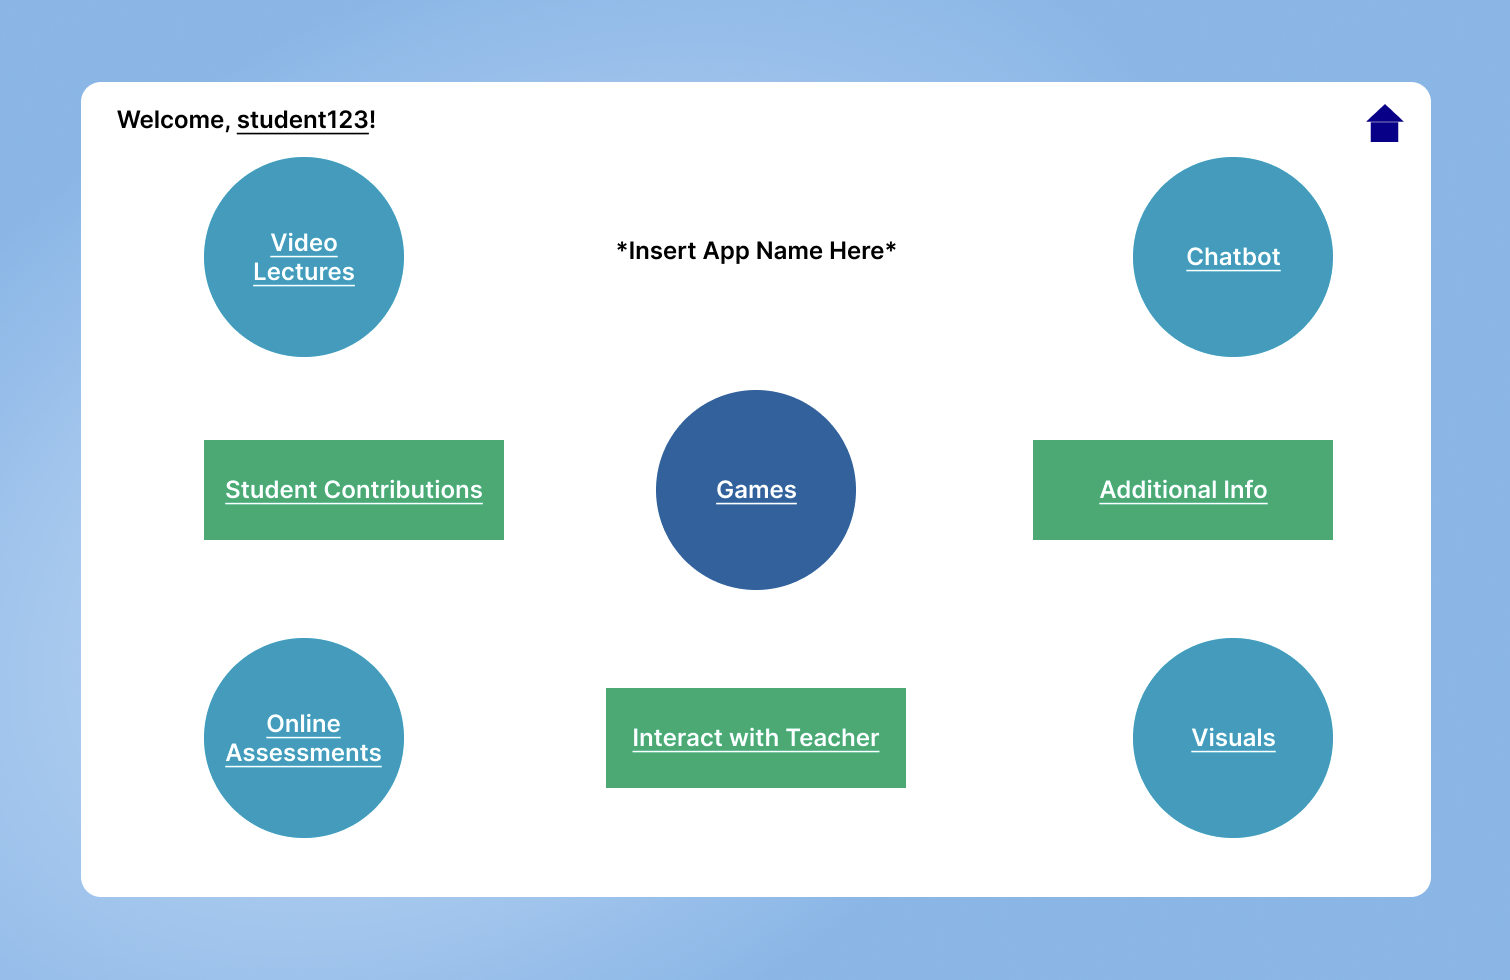 Welcome, student123!
Video
Lectures
*Insert App Name Here*
Chatbot
Student Contributions
Games
Additional Info
Online
Assessments
Interact with Teacher
Visuals